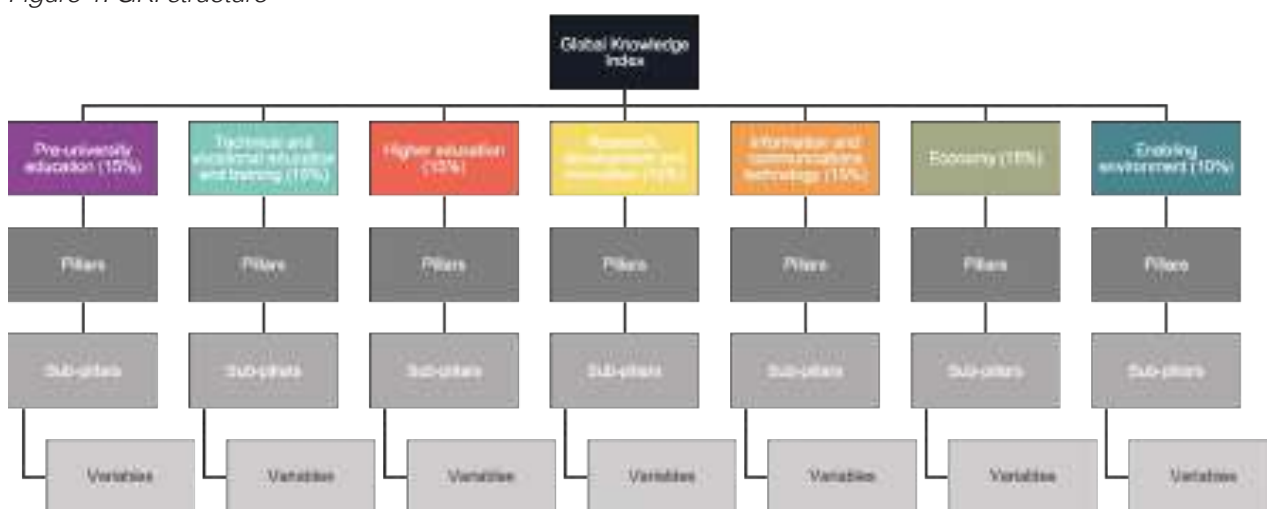 Figure 1. GKI structure
Global Knowledge
Index
Pre-university
education (15%)
Technical and
vocational education
and training (15%)
Higher education
(15%)
Research,
development and
innovation (15%)
Information and
communications
technology (15%)
Economy (15%)
Enabling
environment (10%)
Pillars
Pillars
Pillars
Pillars
Pillars
Pillars
Pillars
Sub-pillars
Sub-pillars
Sub-pillars
Sub-pillars
Sub-pillars
Sub-pillars
Sub-pillars
Variables
Variables
Variables
Variables
Variables
Variables
Variables